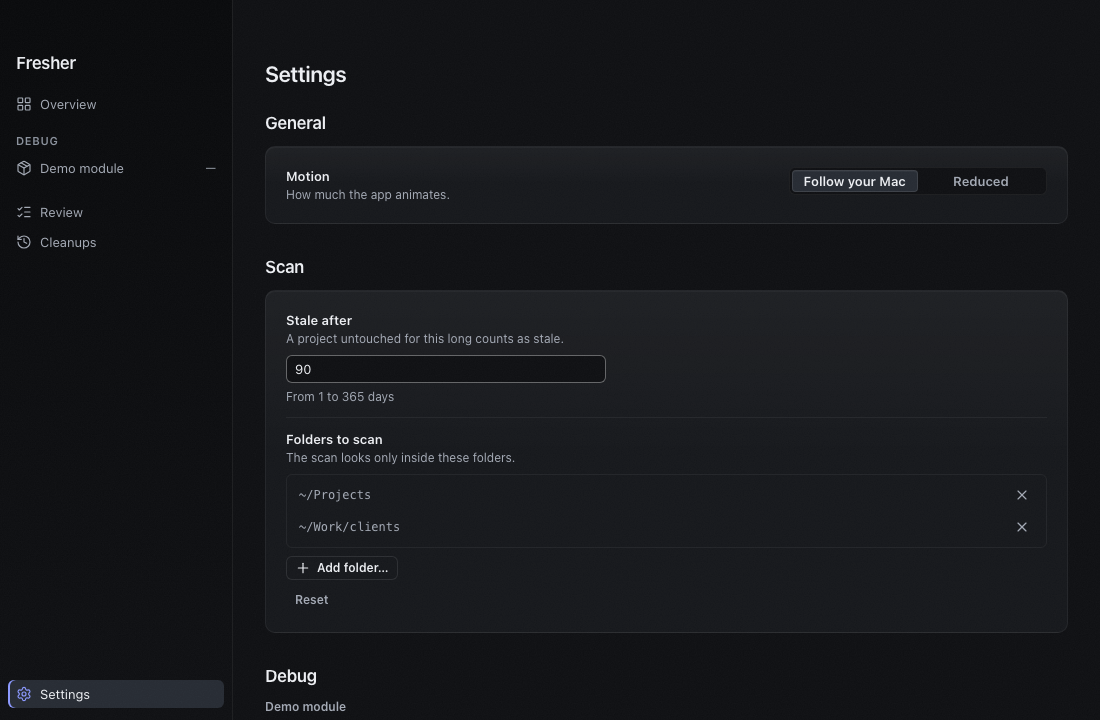 Fresher
Overview
DEBUG
Demo module
Review
Cleanups
Settings
Settings
General
Motion
How much the app animates.
Follow your Mac
Reduced
Scan
Stale after
A project untouched for this long counts as stale.
90
From 1 to 365 days
Folders to scan
The scan looks only inside these folders.
~/Projects
~/Work/clients
Add folder...
Reset
Debug
Demo module